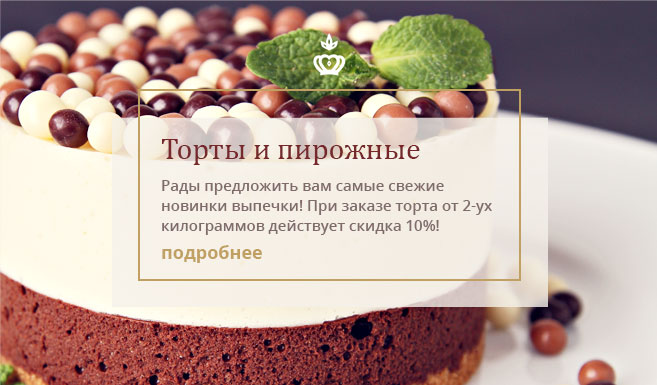 Торты и пирожные
Рады предложить вам самые свежие
новинки выпечки! При заказе торта от 2-ух
килограммов действует скидка 10%!
подробнее